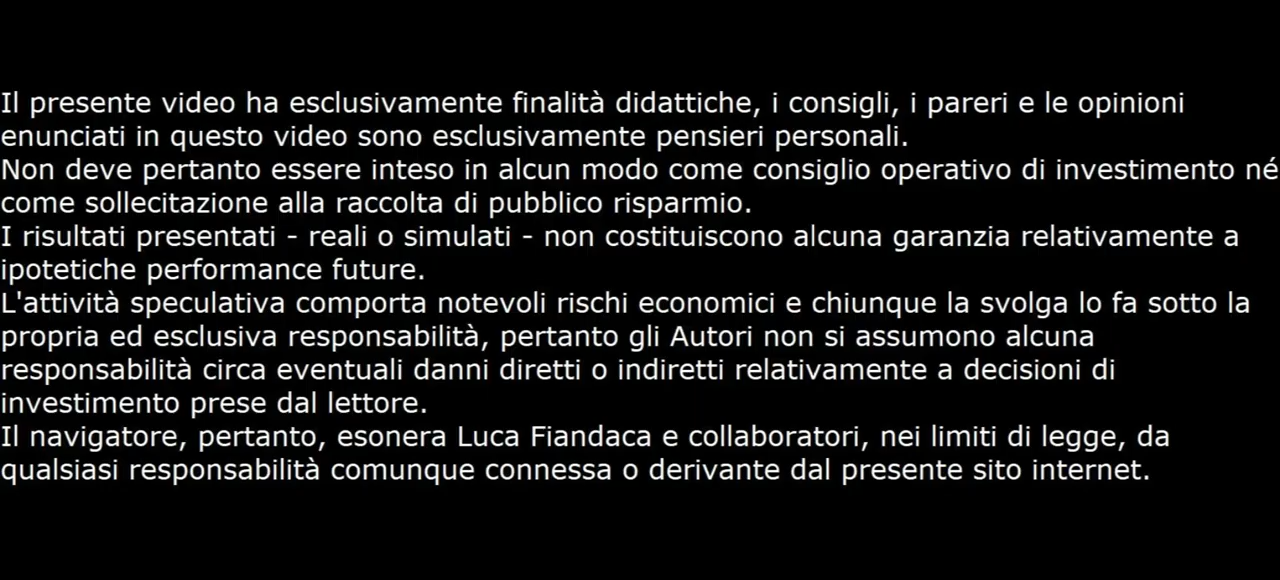 Il presente video ha esclusivamente finalità didattiche, i consigli, i pareri e le opinioni
enunciati in questo video sono esclusivamente pensieri personali.
Non deve pertanto essere inteso in alcun modo come consiglio operativo di investimento né
come sollecitazione alla raccolta di pubblico risparmio.
I risultati presentati - reali o simulati - non costituiscono alcuna garanzia relativamente a
ipotetiche performance future.
L'attività speculativa comporta notevoli rischi economici e chiunque la svolga lo fa sotto la
propria ed esclusiva responsabilità, pertanto gli Autori non si assumono alcuna
responsabilità circa eventuali danni diretti o indiretti relativamente a decisioni di
investimento prese dal lettore.
Il navigatore, pertanto, esonera Luca Fiandaca e collaboratori, nei limiti di legge, da
qualsiasi responsabilità comunque connessa o derivante dal presente sito internet.